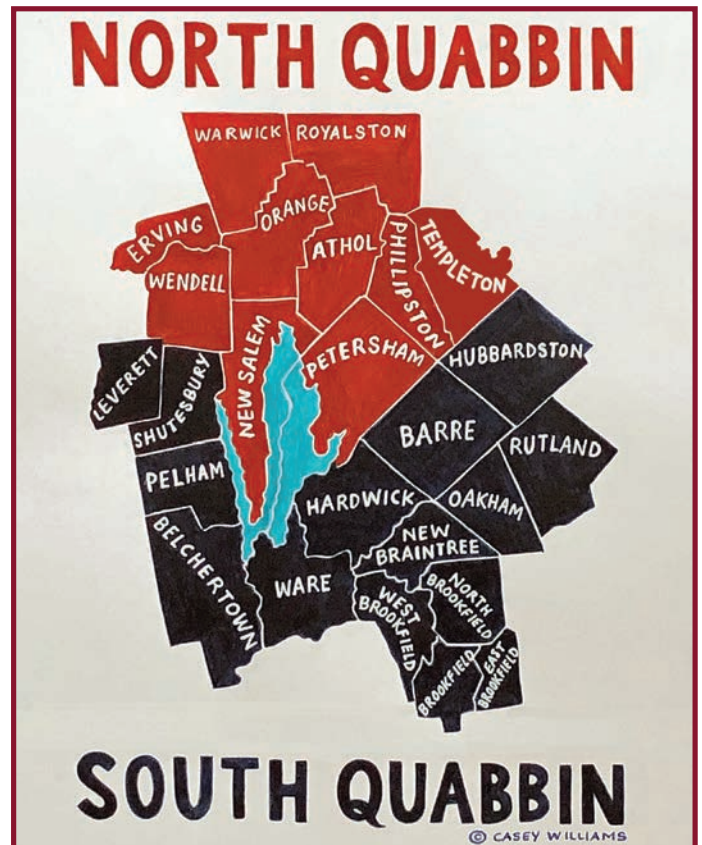 NORTH QUABBIN
WARWICK
ROYALSTON
ORANGE
ERVING
ATHOL
PHILLIPSTON
TEMPLETON
WENDELL
NEW SALEM
PETERSHAM
HUBBARDSTON
LEVERETT
SHUTESBURY
BARRE
RUTLAND
PELHAM
HARDWICK
OAKHAM
BELCHERTOWN
NEW
BRAINTREE
WARE
WEST
BROOKFIELD
NORTH
BROOKFIELD
BROOKFIELD
EAST
BROOKFIELD
SOUTH QUABBIN
© CASEY WILLIAMS